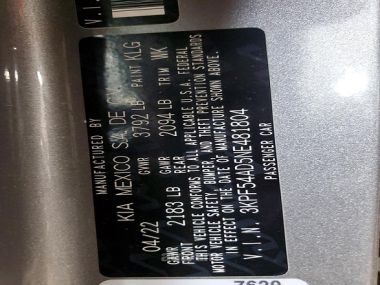 V.I.N
MANUFACTURED BY
KIA MEXICO S.A. DE
04/22 GVWR 3792 LB PAINT KLG
GAWR FRONT 2183 LB GAWR REAR 2094 LB TRIM WK
THIS VEHICLE CONFORMS TO ALL APPLICABLE U.S.A. FEDERAL
MOTOR VEHICLE SAFETY, BUMPER, AND THEFT PREVENTION STANDARDS
IN EFFECT ON THE DATE OF MANUFACTURE SHOWN ABOVE.
V.I.N. 3KPF54AD5NE481804
PASSENGER CAR